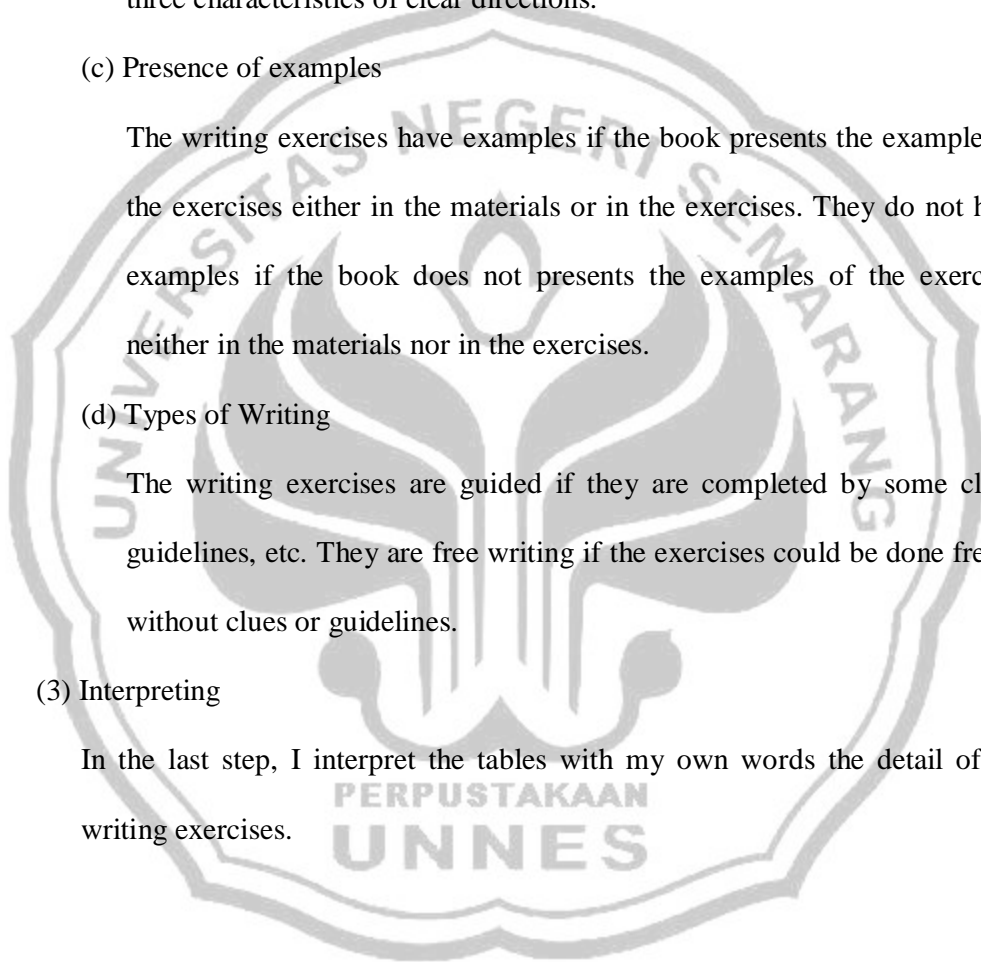 three characteristics of clear directions.
(c) Presence of examples
The writing exercises have examples if the book presents the example
the exercises either in the materials or in the exercises. They do not
examples if the book does not presents the examples of the
neither in the materials nor in the exercises.
(d) Types of Writing
The writing exercises are guided if they are completed by some
guidelines, etc. They are free writing if the exercises could be done
without clues or guidelines.
(3) Interpreting
In the last step, I interpret the tables with my own words the detail of
writing exercises.
UNIVERSITAS NEGERI SEMARANG
PERPUSTAKAAN
UNNES